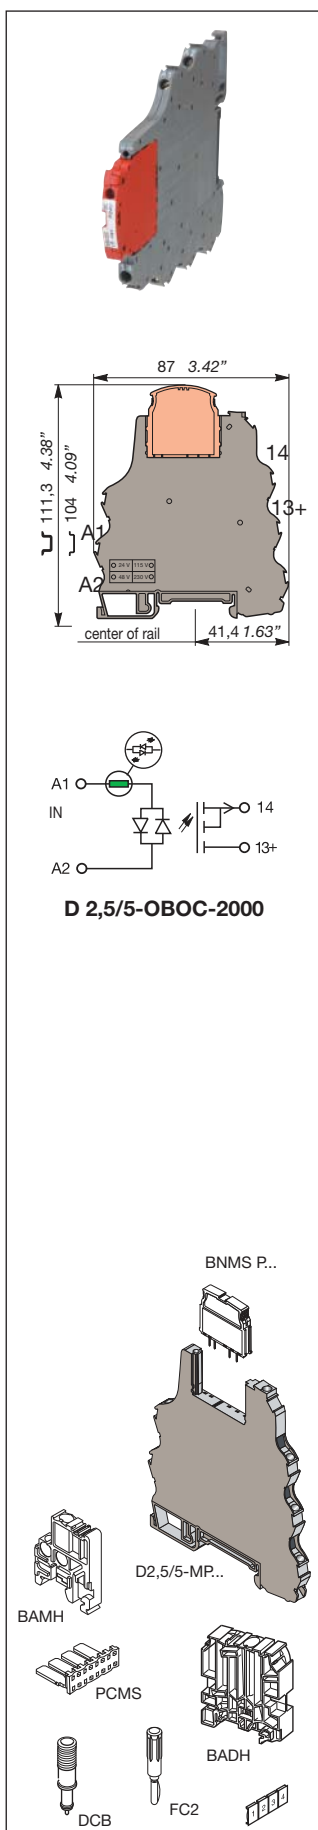 87 3.42”
111,3 4.38”
104 4.09”
14
13+
A1
A2
24 V 115 V
48 V 230 V
center of rail
41,4 1.63”
A1
IN
A2
14
13+
D 2,5/5-OBOC-2000
BNMS P...
D2,5/5-MP...
BAMH
PCMS
BADH
DCB
FC2
1 2 3 4